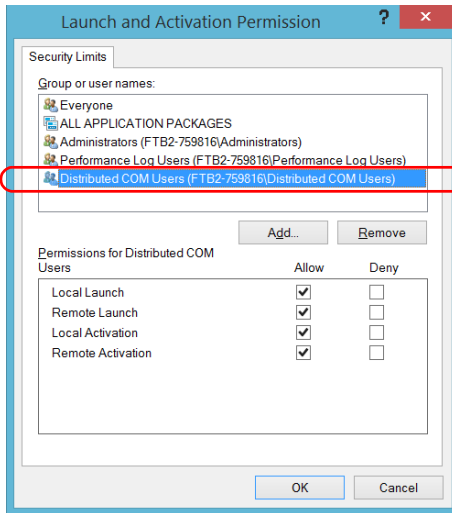 Launch and Activation Permission
?
x
Security Limits
Group or user names:
Everyone
ALL APPLICATION PACKAGES
Administrators (FTB2-759816\Administrators)
Performance Log Users (FTB2-759816\Performance Log Users)
Distributed COM Users (FTB2-759816\Distributed COM Users)
Add... Remove
Permissions for Distributed COM
Users Allow Deny
Local Launch
Remote Launch
Local Activation
Remote Activation
OK Cancel